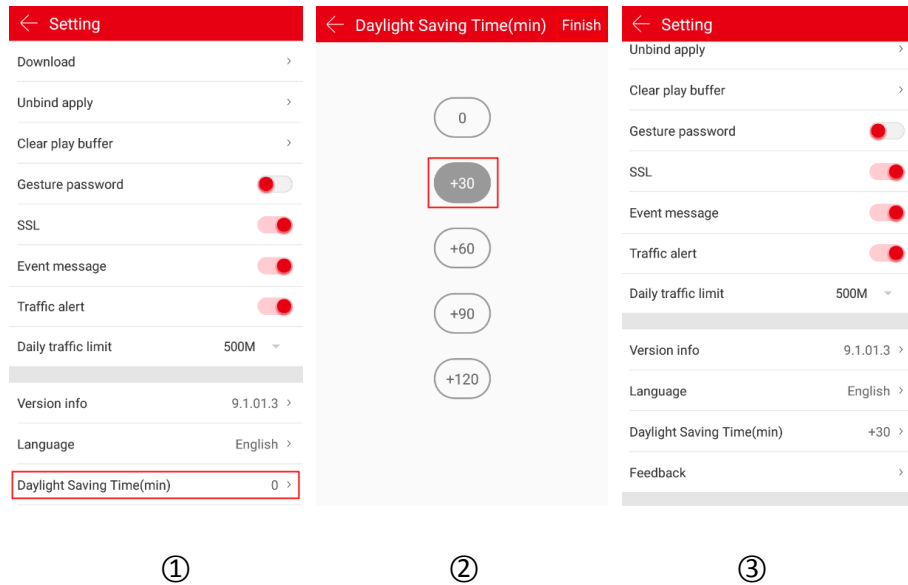 Setting
Download
Unbind apply
Clear play buffer
Gesture password
SSL
Event message
Traffic alert
Daily traffic limit 500M
Version info 9.1.01.3
Language English
Daylight Saving Time(min) 0
①
Daylight Saving Time(min) Finish
0
+30
+60
+90
+120
②
Setting
Unbind apply
Clear play buffer
Gesture password
SSL
Event message
Traffic alert
Daily traffic limit 500M
Version info 9.1.01.3
Language English
Daylight Saving Time(min) +30
Feedback
③